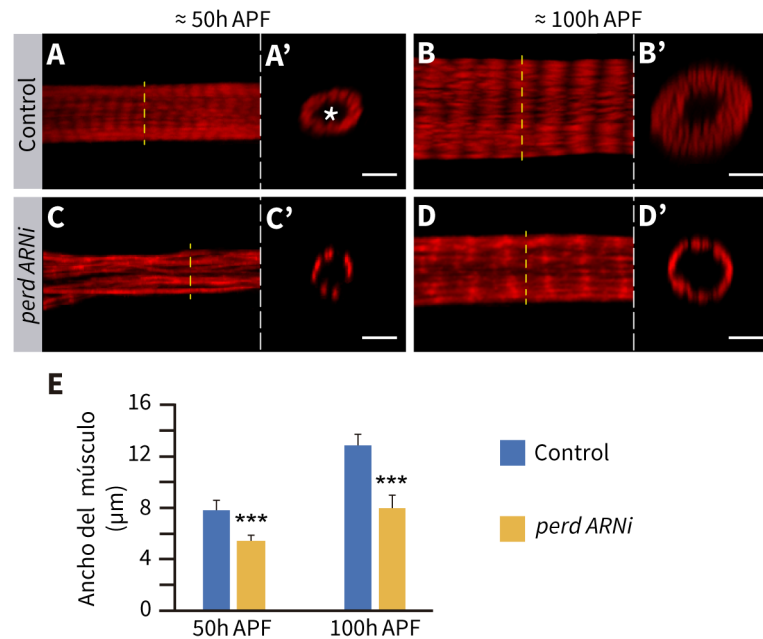 ≈ 50h APF
≈ 100h APF
Control
A
A’
*
B
B’
perd ARNi
C
C’
D
D’
E
Ancho del músculo
(µm)
16
12
8
4
0
***
***
50h APF
100h APF
Control
perd ARNi